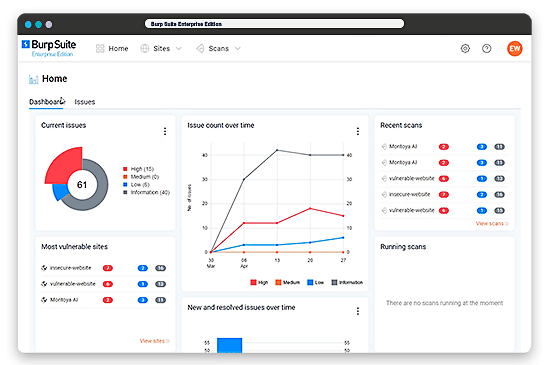 Burp Suite Enterprise Edition
Burp Suite
Enterprise Edition
Home
Sites
Scans
EW
Home
Dashboard
Issues
Current issues
61
High (15)
Medium (0)
Low (6)
Information (40)
Issue count over time
No. of issues
40
30
20
10
0
40
30
20
10
0
30
Mar
06
Apr
13
20
27
High
Medium
Low
Information
Recent scans
Montoya AI 2 3 11
Montoya AI 2 3 11
vulnerable-website 6 1 13
insecure-website 7 2 16
vulnerable-website 6 1 13
View scans
Most vulnerable sites
insecure-website 7 2 16
vulnerable-website 6 1 13
Montoya AI 2 3 11
View sites
Running scans
There are no scans running at the moment
New and resolved issues over time
55
50
55
50